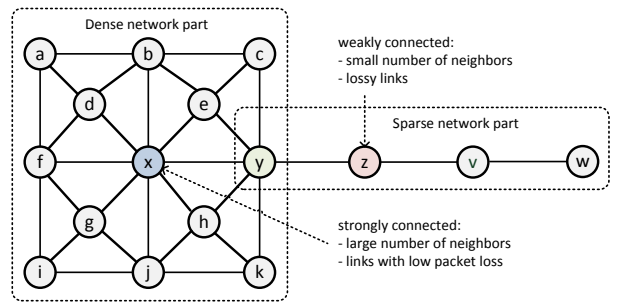 Dense network part
a
b
c
weakly connected:
- small number of neighbors
- lossy links
d
e
Sparse network part
f
x
y
z
v
w
g
h
strongly connected:
- large number of neighbors
- links with low packet loss
i
j
k